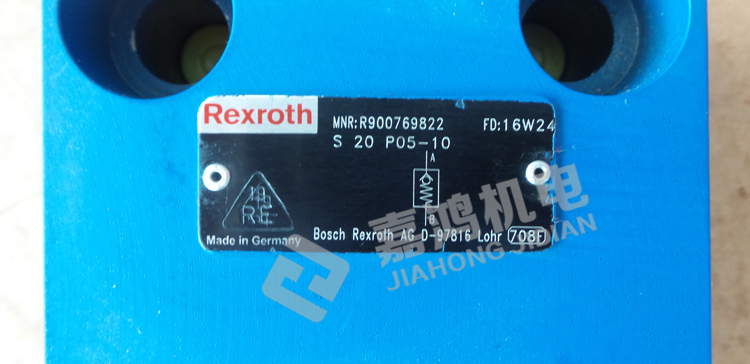 Rexroth
MNR:R900769822 FD:16W24
S 20 P05-10
A
B
RE
Made in Germany
Bosch Rexroth AG D-97816 Lohr 708F
嘉鸿机电
JIAHONG JIDIAN